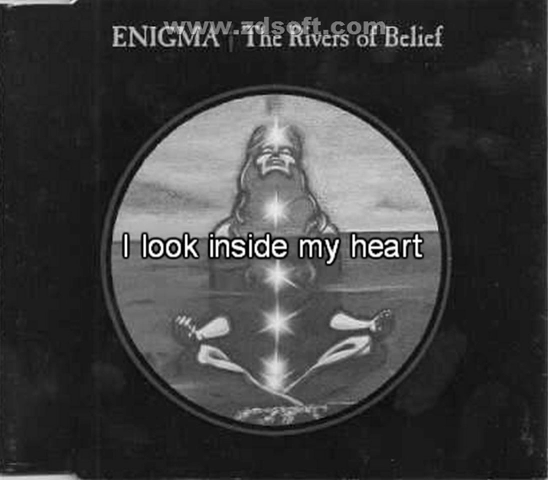 www.zdsoft.com
ENIGMA | The Rivers of Belief
I look inside my heart